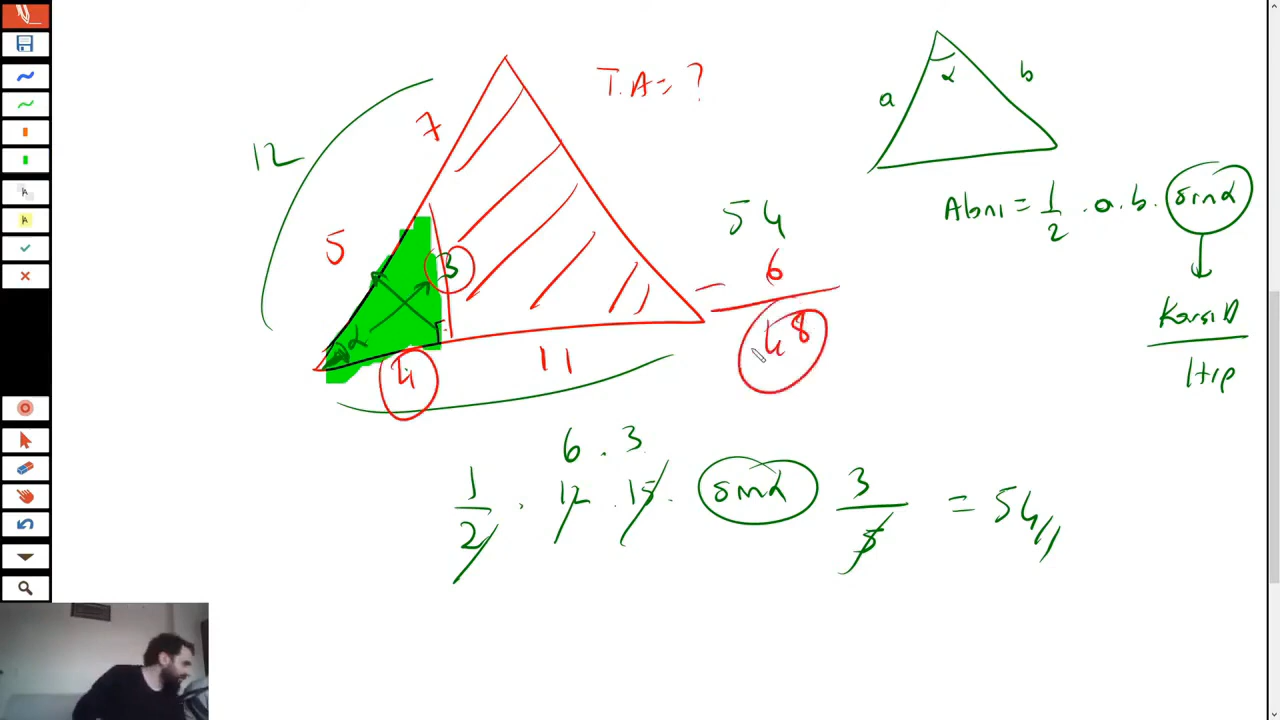 T.A = ?
a
α
b
12
7
5
3
α
4
11
Abni = 1/2 . a . b . sinα
Karşı D
Hip
54
- 6
48
6 . 3
1/2 . 12 . 15 . sinα 3/5 = 54//